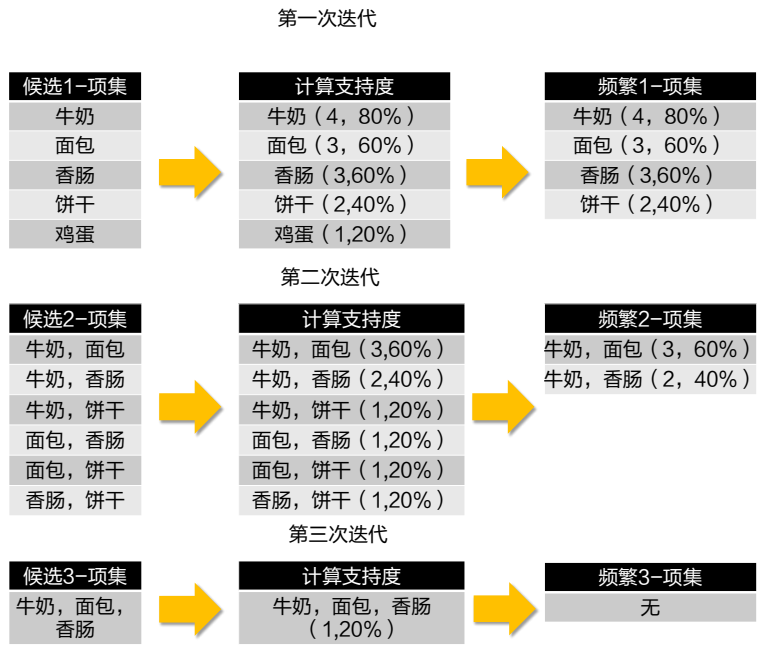 第一次迭代
候选1-项集
牛奶
面包
香肠
饼干
鸡蛋
计算支持度
牛奶（4，80%）
面包（3，60%）
香肠（3,60%）
饼干（2,40%）
鸡蛋（1,20%）
频繁1-项集
牛奶（4，80%）
面包（3，60%）
香肠（3,60%）
饼干（2,40%）
第二次迭代
候选2-项集
牛奶，面包
牛奶，香肠
牛奶，饼干
面包，香肠
面包，饼干
香肠，饼干
计算支持度
牛奶，面包（3,60%）
牛奶，香肠（2,40%）
牛奶，饼干（1,20%）
面包，香肠（1,20%）
面包，饼干（1,20%）
香肠，饼干（1,20%）
频繁2-项集
牛奶，面包（3，60%）
牛奶，香肠（2，40%）
第三次迭代
候选3-项集
牛奶，面包，
香肠
计算支持度
牛奶，面包，香肠
（1,20%）
频繁3-项集
无